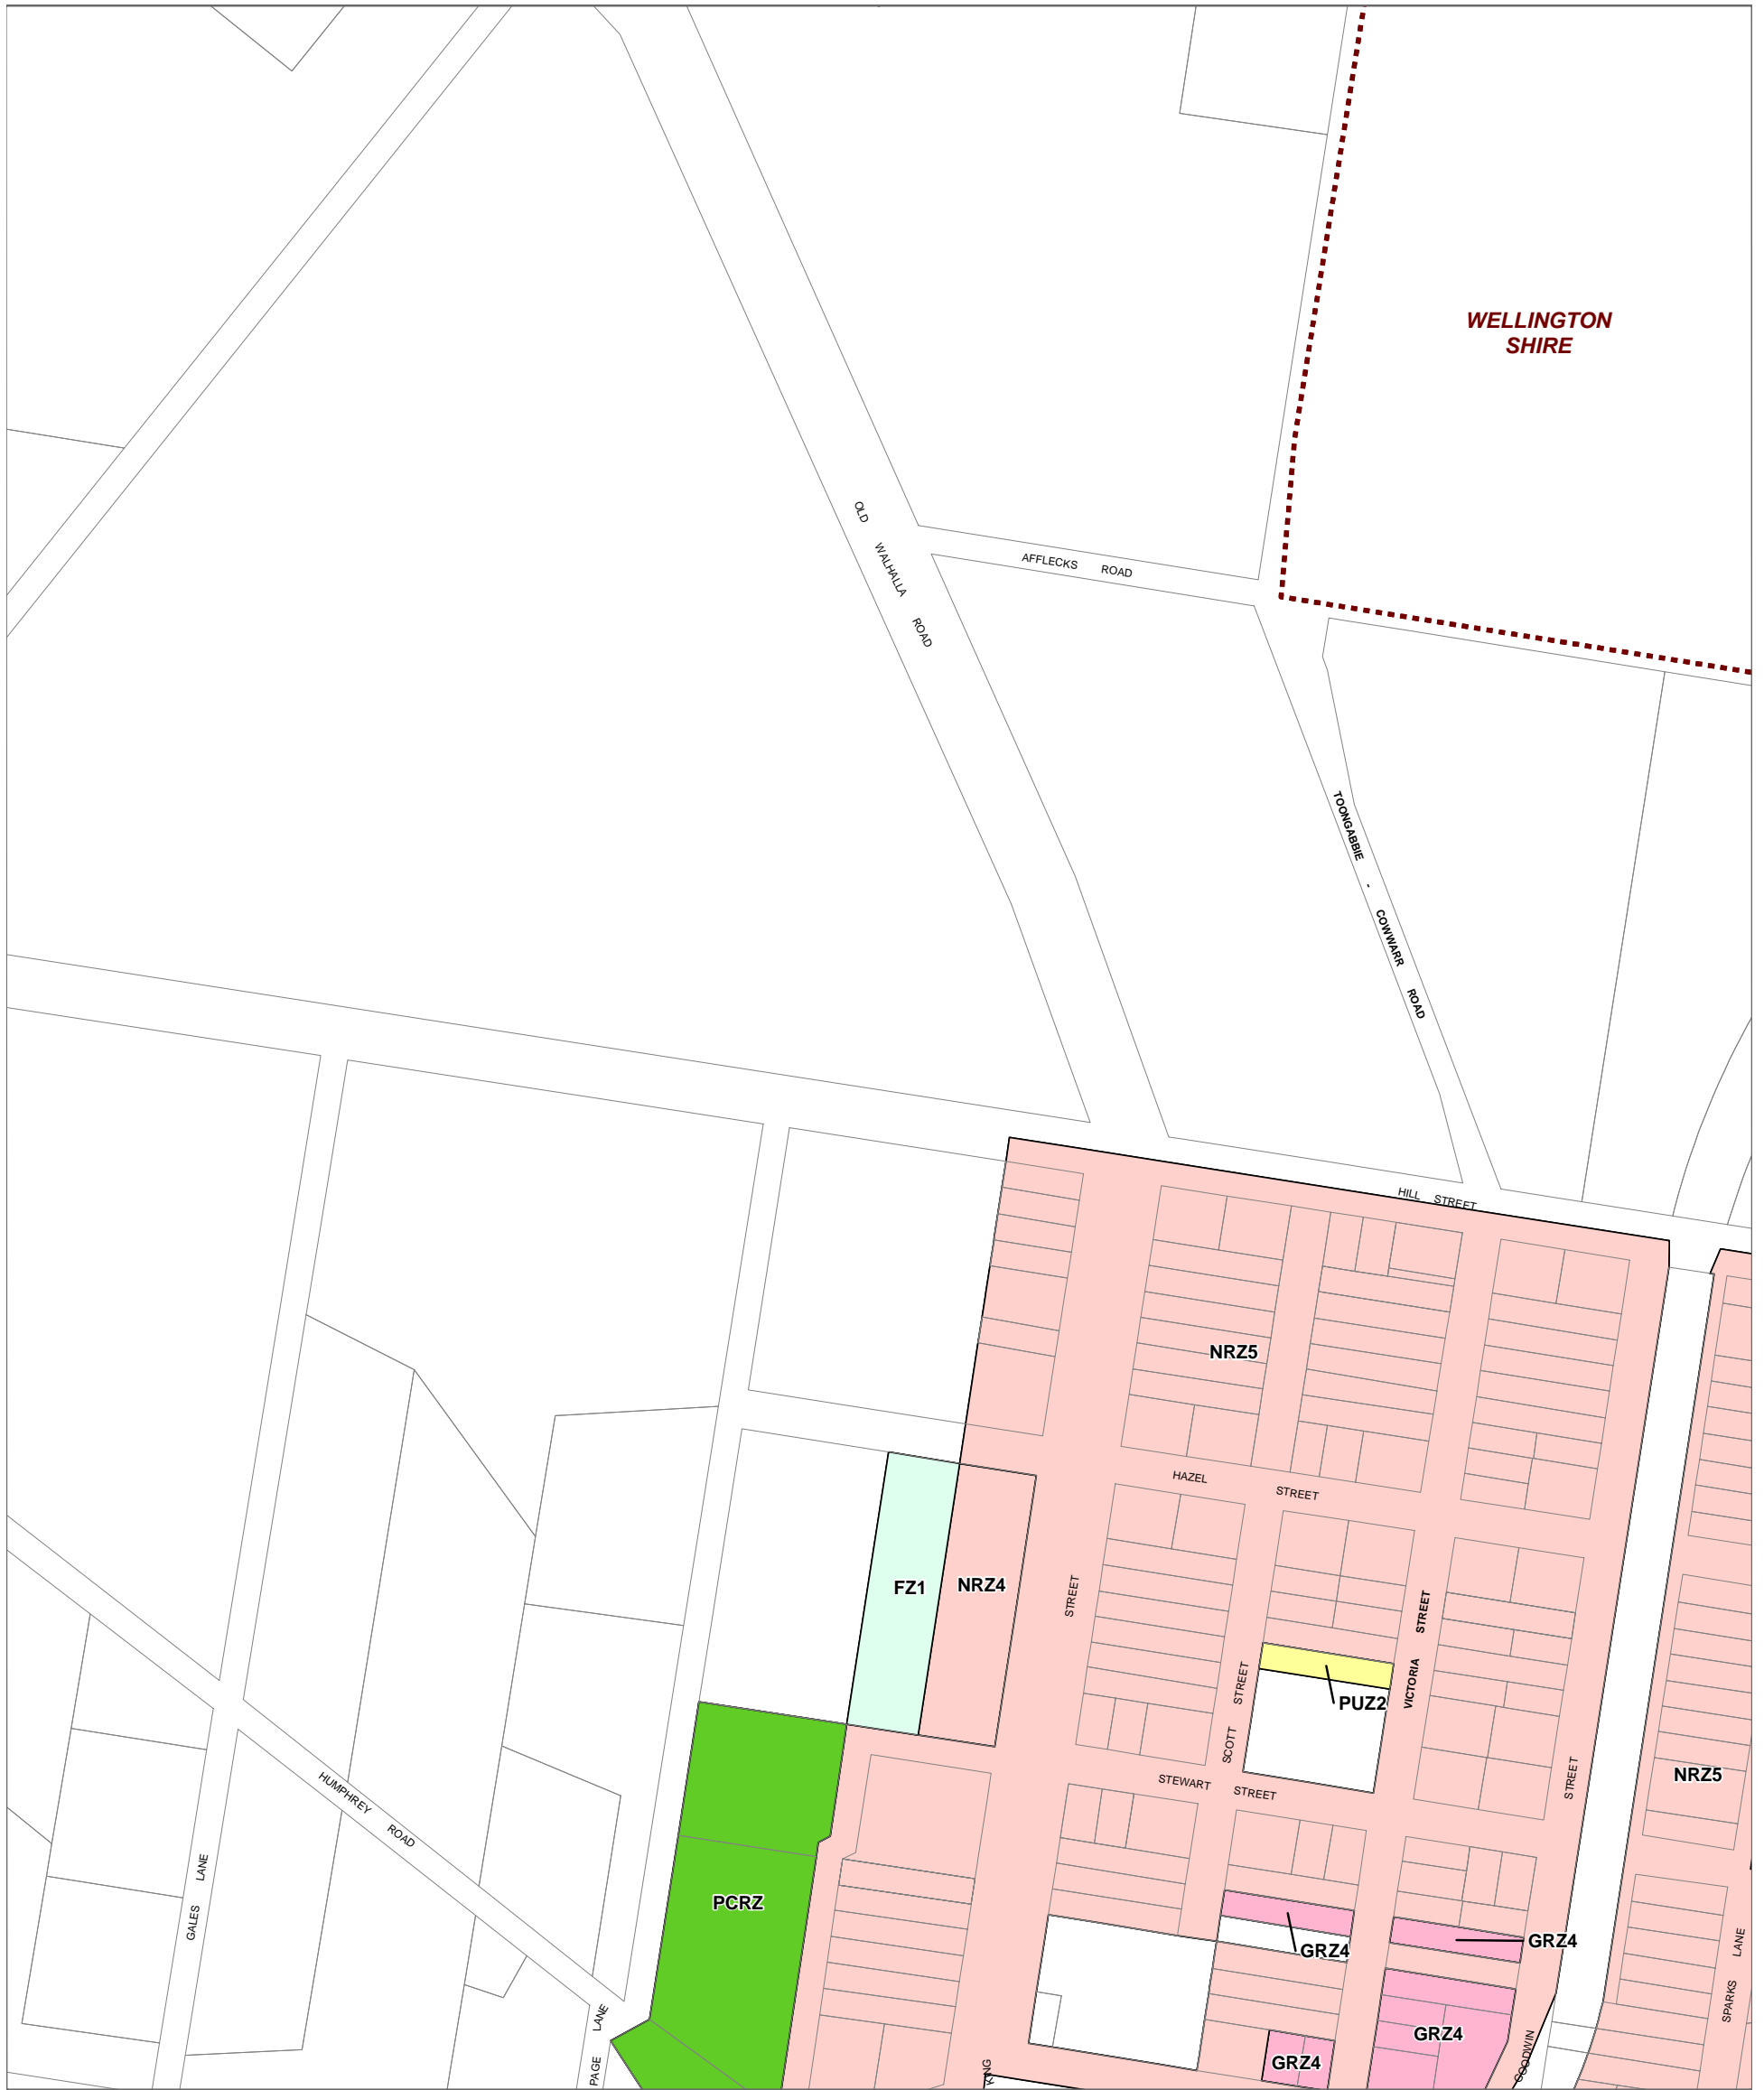 WELLINGTON
SHIRE
OLD WALHALLA ROAD
AFFLECKS ROAD
TOONGABBIE - COWWARR ROAD
HILL STREET
NRZ5
HAZEL STREET
FZ1
NRZ4
STREET
SCOTT STREET
VICTORIA STREET
PUZ2
STEWART STREET
GOODWIN STREET
NRZ5
HUMPHREY ROAD
GALES LANE
PCRZ
GRZ4
GRZ4
GRZ4
GRZ4
SPARKS LANE
PAGE LANE
KING